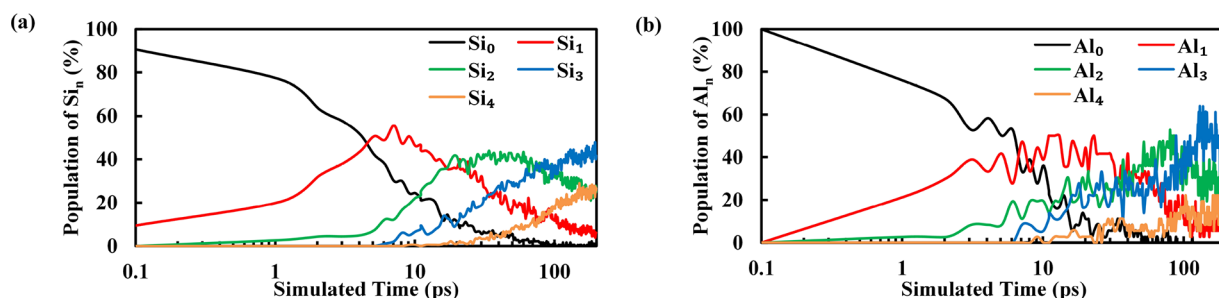 (a)
Population of Siₙ (%)
100
80
60
40
20
0
Si₀ Si₁
Si₂ Si₃
Si₄
0.1 1 10 100
Simulated Time (ps)
(b)
Population of Alₙ (%)
100
80
60
40
20
0
Al₀ Al₁
Al₂ Al₃
Al₄
0.1 1 10 100
Simulated Time (ps)